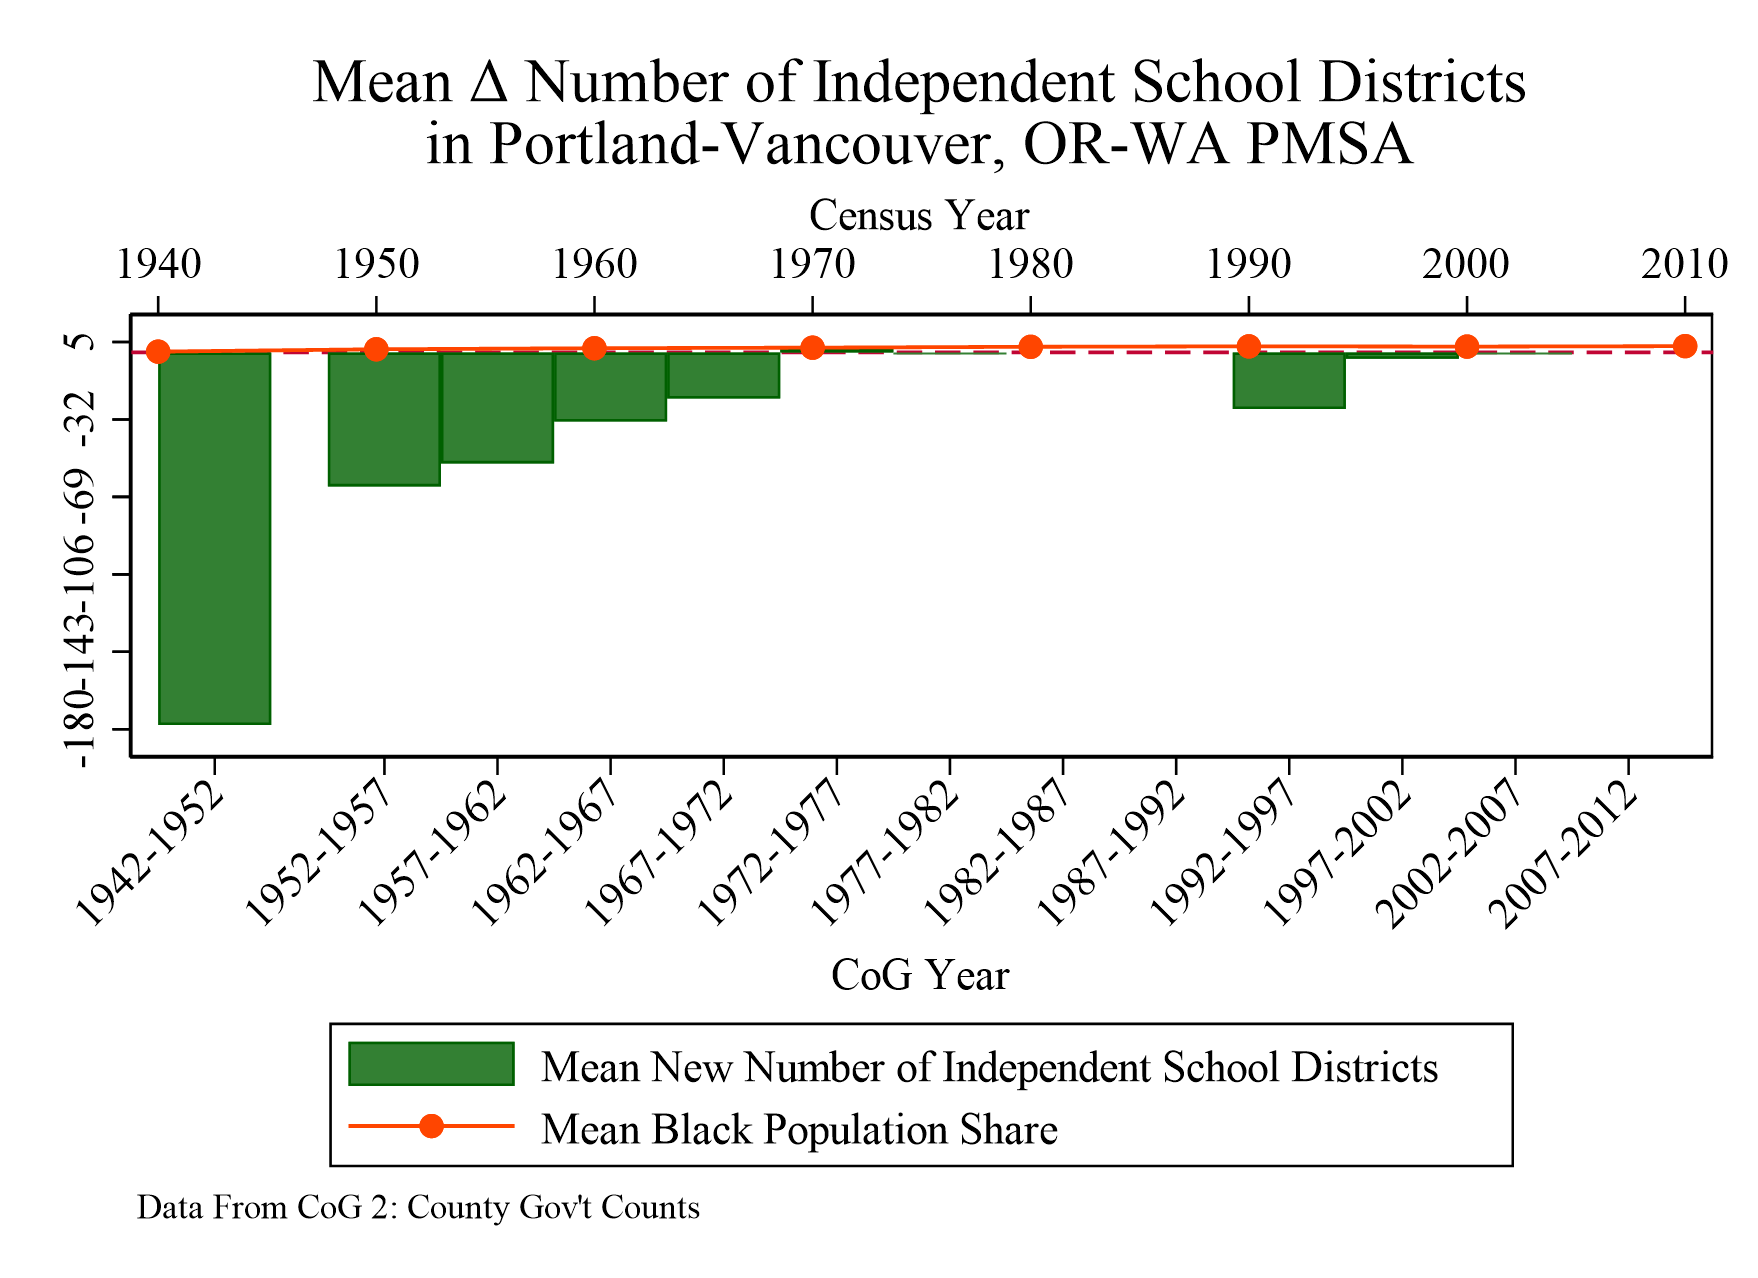 Mean Δ Number of Independent School Districts
in Portland-Vancouver, OR-WA PMSA
Census Year
1940 1950 1960 1970 1980 1990 2000 2010
5
-32
-69
-106
-143
-180
1942-1952 1952-1957 1957-1962 1962-1967 1967-1972 1972-1977 1977-1982 1982-1987 1987-1992 1992-1997 1997-2002 2002-2007 2007-2012
CoG Year
Mean New Number of Independent School Districts
Mean Black Population Share
Data From CoG 2: County Gov't Counts